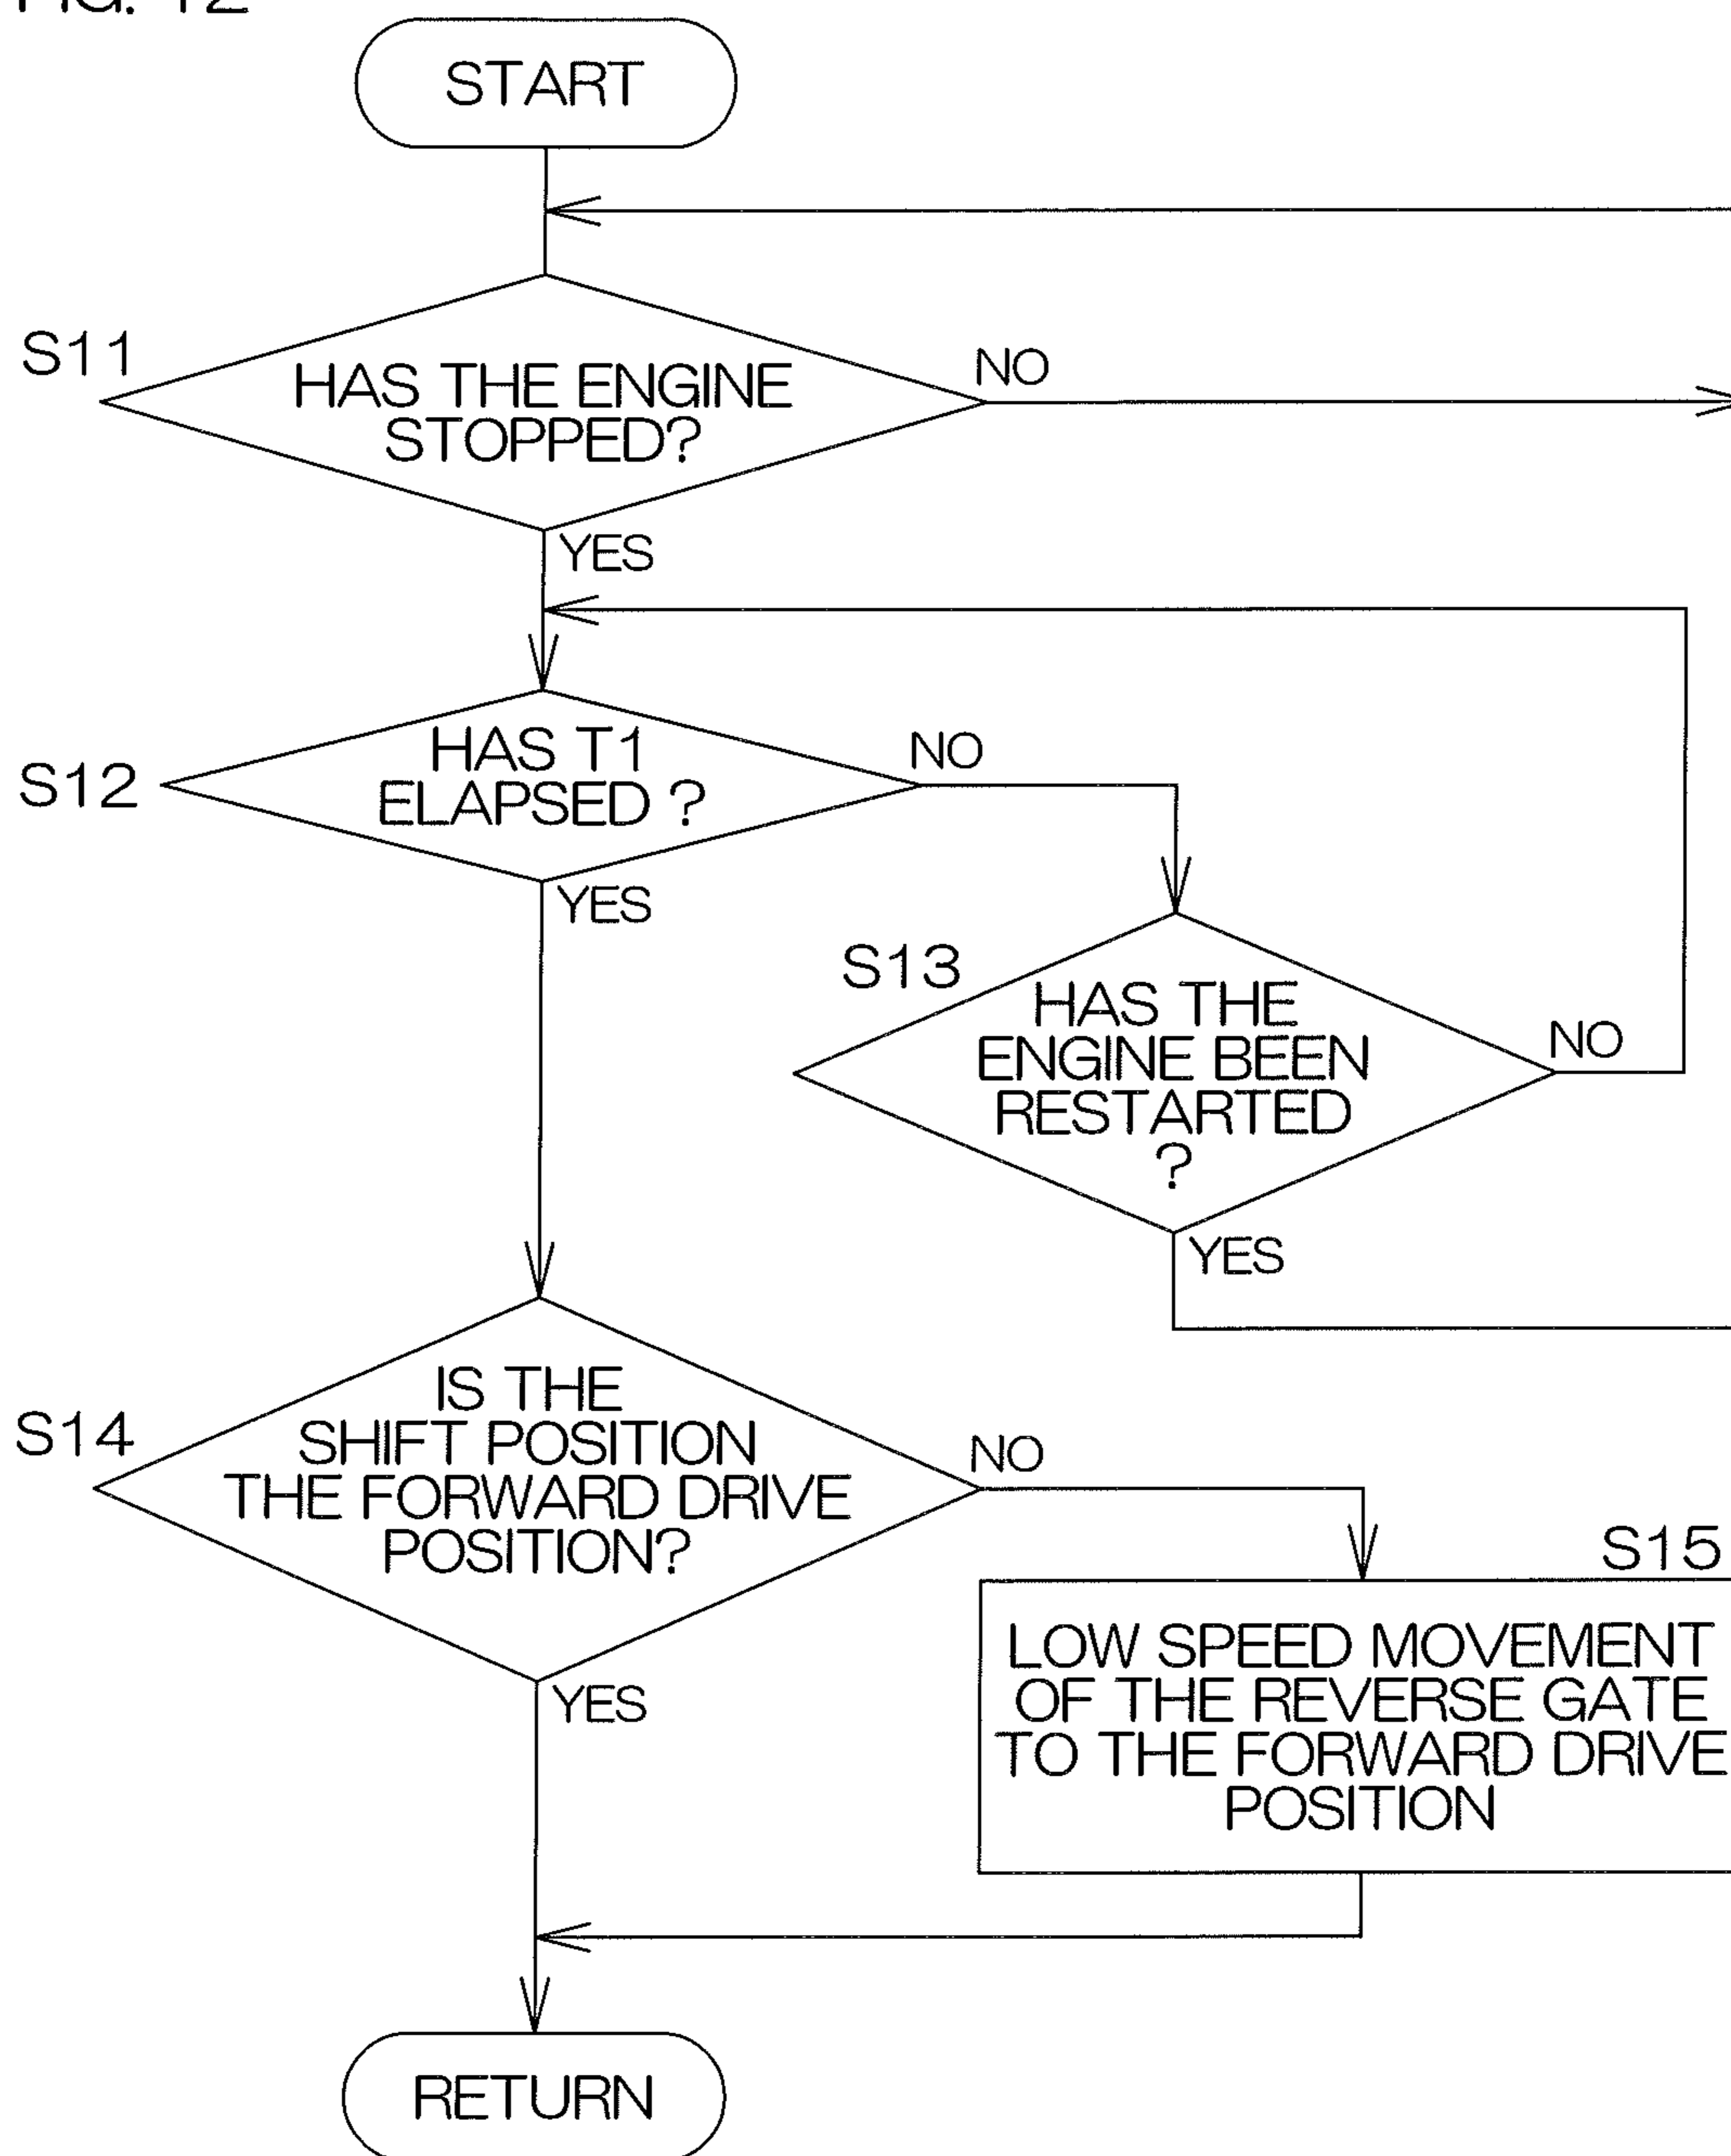 FIG. 12
START
S11
HAS THE ENGINE
STOPPED?
NO
YES
S12
HAS T1
ELAPSED ?
NO
YES
S13
HAS THE
ENGINE BEEN
RESTARTED
?
NO
YES
S14
IS THE
SHIFT POSITION
THE FORWARD DRIVE
POSITION?
NO
YES
S15
LOW SPEED MOVEMENT
OF THE REVERSE GATE
TO THE FORWARD DRIVE
POSITION
RETURN